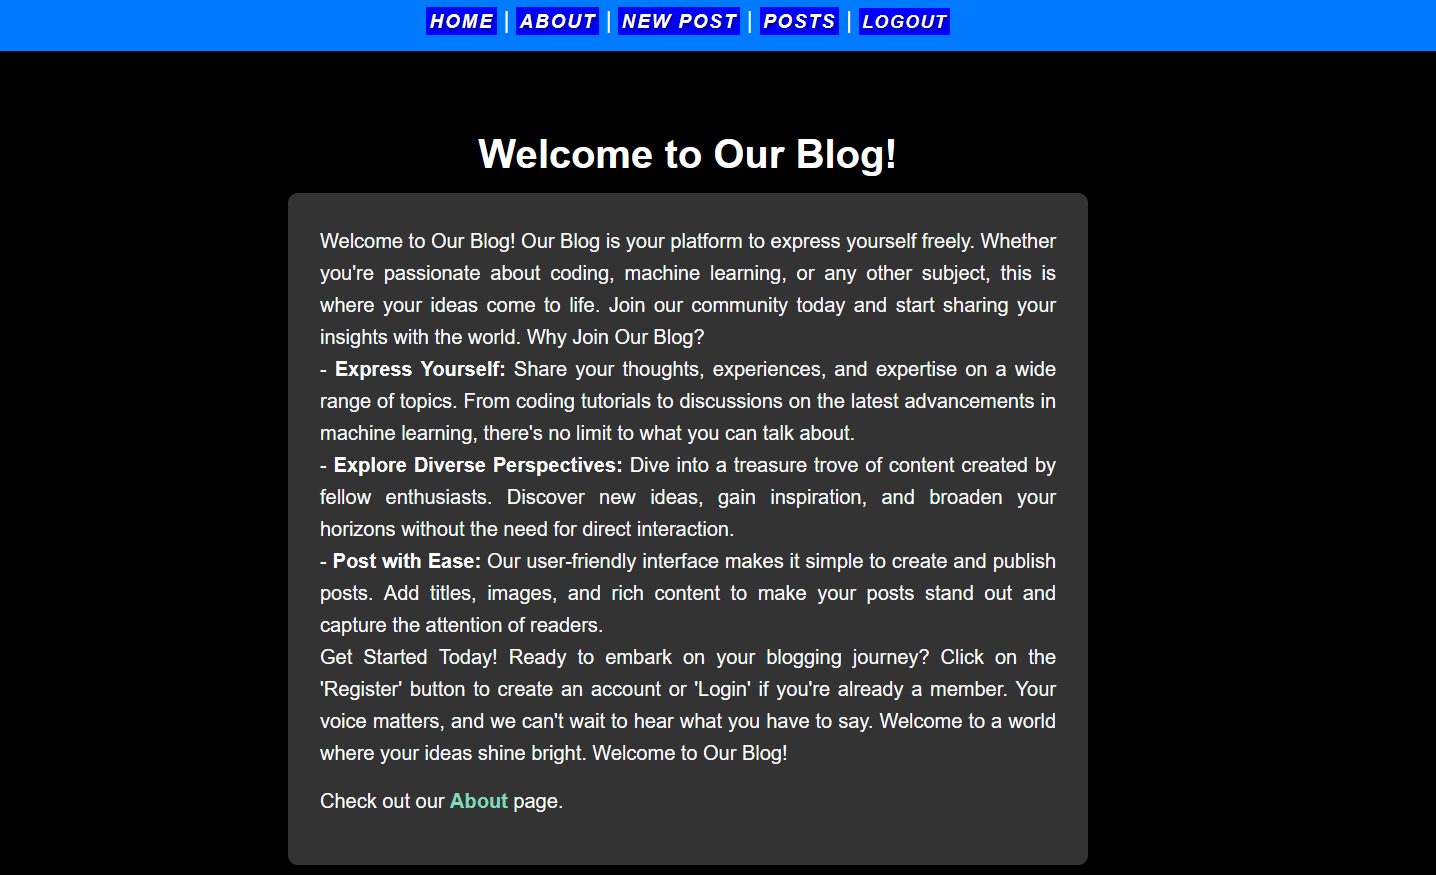 HOME | ABOUT | NEW POST | POSTS | LOGOUT
Welcome to Our Blog!
Welcome to Our Blog! Our Blog is your platform to express yourself freely. Whether
you're passionate about coding, machine learning, or any other subject, this is
where your ideas come to life. Join our community today and start sharing your
insights with the world. Why Join Our Blog?
- Express Yourself: Share your thoughts, experiences, and expertise on a wide
range of topics. From coding tutorials to discussions on the latest advancements in
machine learning, there's no limit to what you can talk about.
- Explore Diverse Perspectives: Dive into a treasure trove of content created by
fellow enthusiasts. Discover new ideas, gain inspiration, and broaden your
horizons without the need for direct interaction.
- Post with Ease: Our user-friendly interface makes it simple to create and publish
posts. Add titles, images, and rich content to make your posts stand out and
capture the attention of readers.
Get Started Today! Ready to embark on your blogging journey? Click on the
'Register' button to create an account or 'Login' if you're already a member. Your
voice matters, and we can't wait to hear what you have to say. Welcome to a world
where your ideas shine bright. Welcome to Our Blog!
Check out our About page.